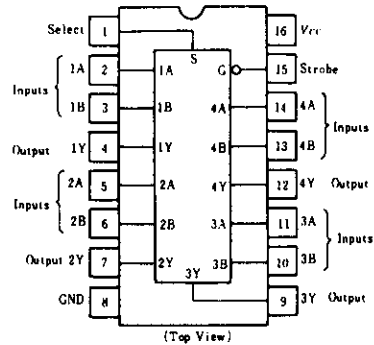 Select 1 S 16 Vcc
1A 2 1A G 15 Strobe
Inputs
1B 3 1B 4A 14 4A
Inputs
Output 1Y 4 1Y 4B 13 4B
2A 5 2A 4Y 12 4Y Output
Inputs
2B 6 2B 3A 11 3A
Inputs
Output 2Y 7 2Y 3B 10 3B
3Y
GND 8 9 3Y Output
(Top View)